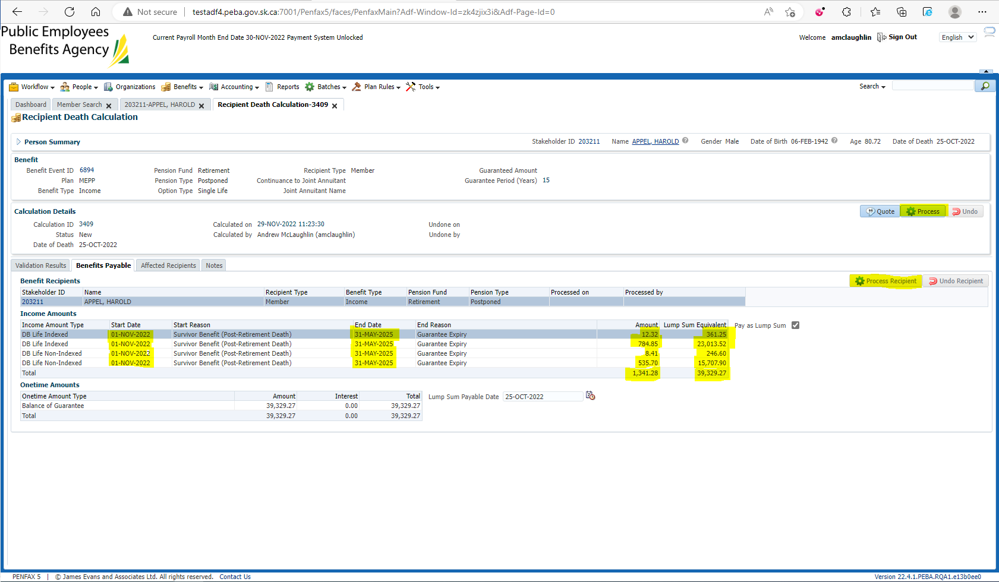 Not secure | testadf4.peba.gov.sk.ca:7001/Penfax5/faces/PenfaxMain?Adf-Window-Id=zk4zjix3i&Adf-Page-Id=0
Public Employees
Benefits Agency
Current Payroll Month End Date 30-NOV-2022 Payment System Unlocked
Welcome amclaughlin Sign Out English
Workflow People Organizations Benefits Accounting Reports Batches Plan Rules Tools Search
Dashboard Member Search 203211-APPEL, HAROLD Recipient Death Calculation-3409
Recipient Death Calculation
Person Summary Stakeholder ID 203211 Name APPEL, HAROLD Gender Male Date of Birth 06-FEB-1942 Age 80.72 Date of Death 25-OCT-2022
Benefit
Benefit Event ID 6894 Pension Fund Retirement Recipient Type Member Guaranteed Amount
Plan MEPP Pension Type Postponed Continuance to Joint Annuitant Guarantee Period (Years) 15
Benefit Type Income Option Type Single Life Joint Annuitant Name
Calculation Details Quote Process Undo
Calculation ID 3409 Calculated on 29-NOV-2022 11:23:30 Undone on
Status New Calculated by Andrew McLaughlin (amclaughlin) Undone by
Date of Death 25-OCT-2022
Validation Results Benefits Payable Affected Recipients Notes
Benefit Recipients Process Recipient Undo Recipient
Stakeholder ID Name Recipient Type Benefit Type Pension Fund Pension Type Processed on Processed by
203211 APPEL, HAROLD Member Income Retirement Postponed
Income Amounts
Income Amount Type Start Date Start Reason End Date End Reason Amount Lump Sum Equivalent Pay as Lump Sum
DB Life Indexed 01-NOV-2022 Survivor Benefit (Post-Retirement Death) 31-MAY-2025 Guarantee Expiry 12.32 361.25
DB Life Indexed 01-NOV-2022 Survivor Benefit (Post-Retirement Death) 31-MAY-2025 Guarantee Expiry 784.85 23,013.52
DB Life Non-Indexed 01-NOV-2022 Survivor Benefit (Post-Retirement Death) 31-MAY-2025 Guarantee Expiry 8.41 246.60
DB Life Non-Indexed 01-NOV-2022 Survivor Benefit (Post-Retirement Death) 31-MAY-2025 Guarantee Expiry 535.70 15,707.90
Total 1,341.28 39,329.27
Onetime Amounts
Onetime Amount Type Amount Interest Total Lump Sum Payable Date 25-OCT-2022
Balance of Guarantee 39,329.27 0.00 39,329.27
Total 39,329.27 0.00 39,329.27
PENFAX 5 | © James Evans and Associates Ltd. All rights reserved. Contact Us Version 22.4.1.PEBA.RQA1.e13b0ee0